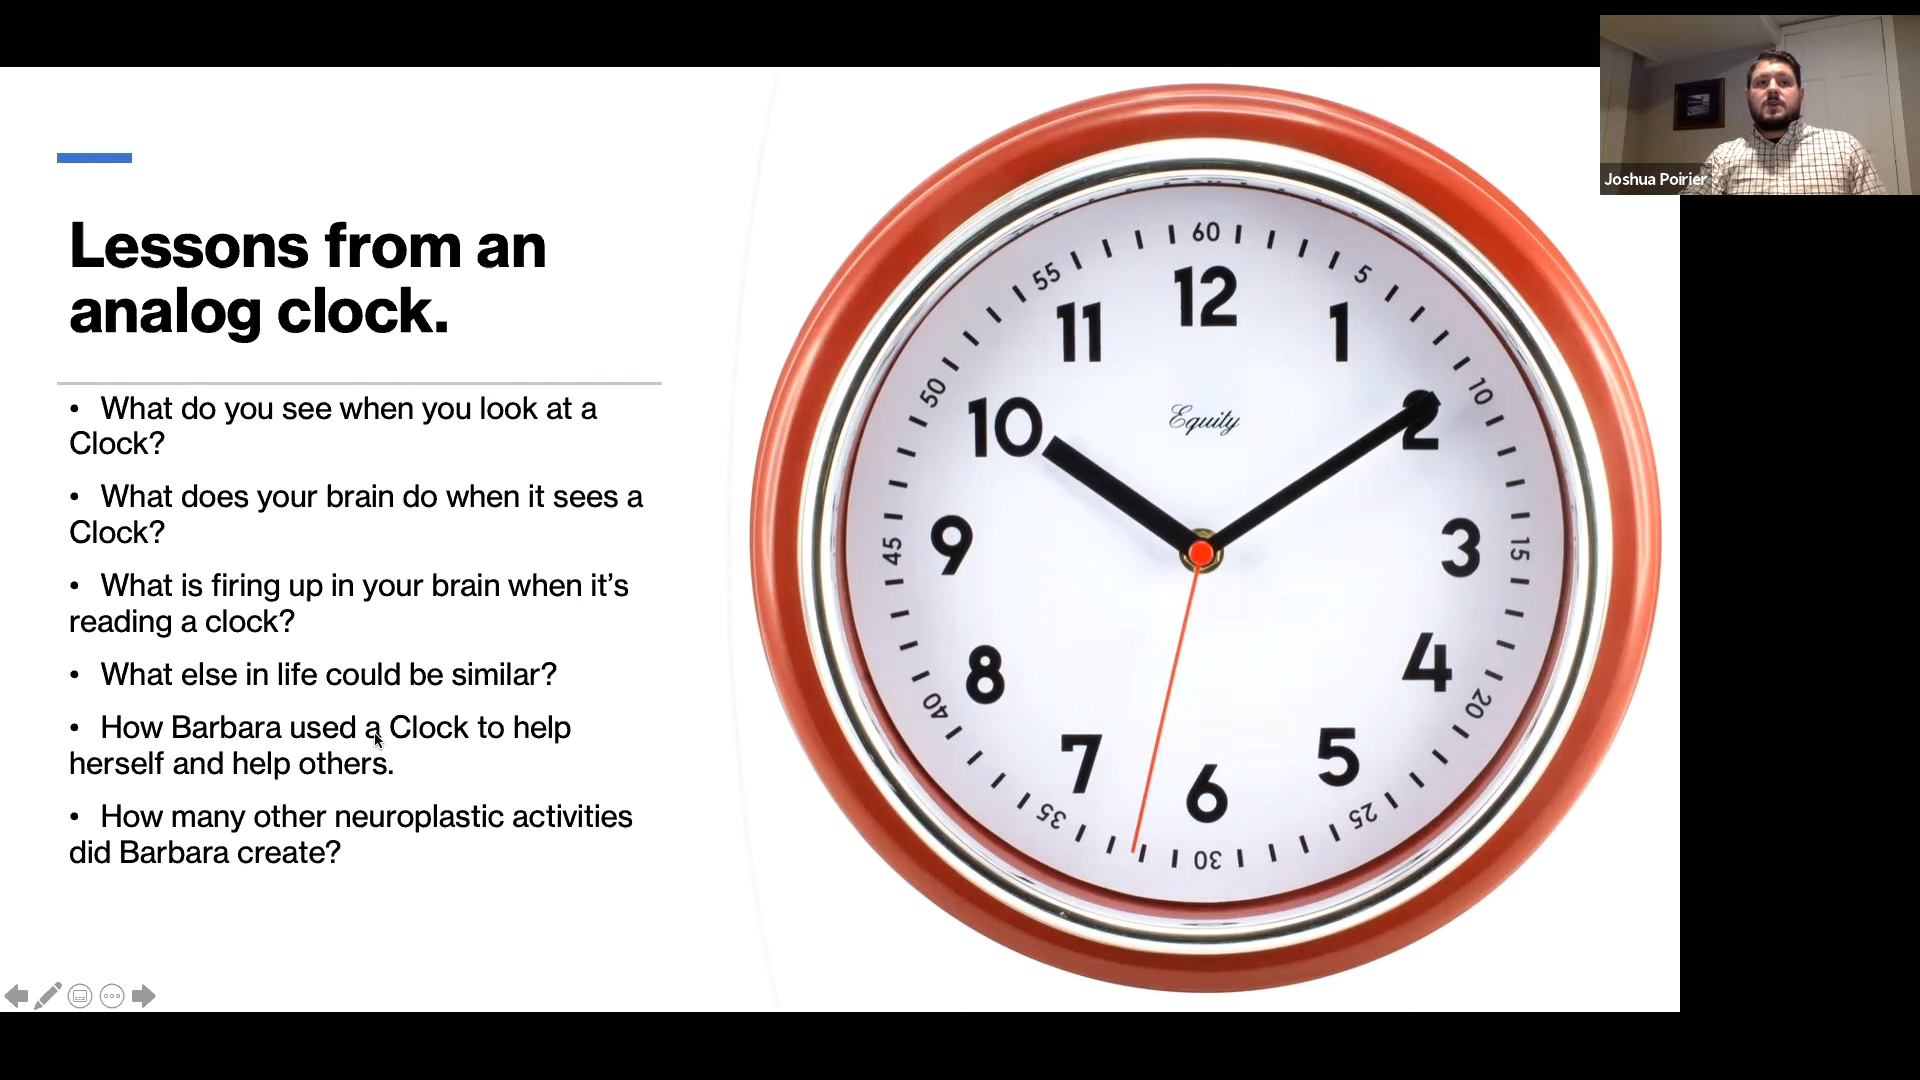 Lessons from an
analog clock.
• What do you see when you look at a
Clock?
• What does your brain do when it sees a
Clock?
• What is firing up in your brain when it’s
reading a clock?
• What else in life could be similar?
• How Barbara used a Clock to help
herself and help others.
• How many other neuroplastic activities
did Barbara create?
60
5
10
15
20
25
30
35
40
45
50
55
12
1
2
3
4
5
6
7
8
9
10
11
Equity
Joshua Poirier